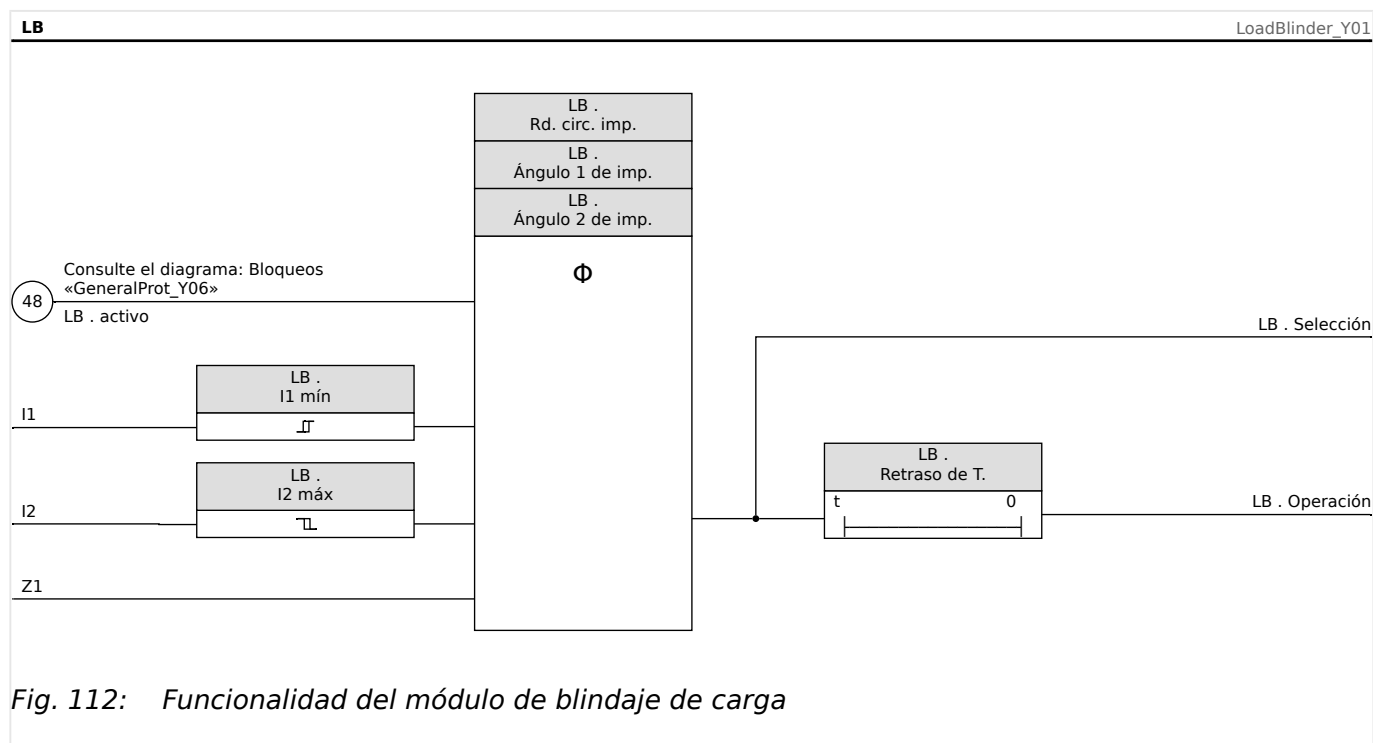 LB
LoadBlinder_Y01
LB .
Rd. circ. imp.
LB .
Ángulo 1 de imp.
LB .
Ángulo 2 de imp.
Φ
Consulte el diagrama: Bloqueos
«GeneralProt_Y06»
48
LB . activo
LB . Selección
LB .
I1 mín
I1
LB .
I2 máx
I2
LB .
Retraso de T.
t 0
LB . Operación
Z1
Fig. 112: Funcionalidad del módulo de blindaje de carga